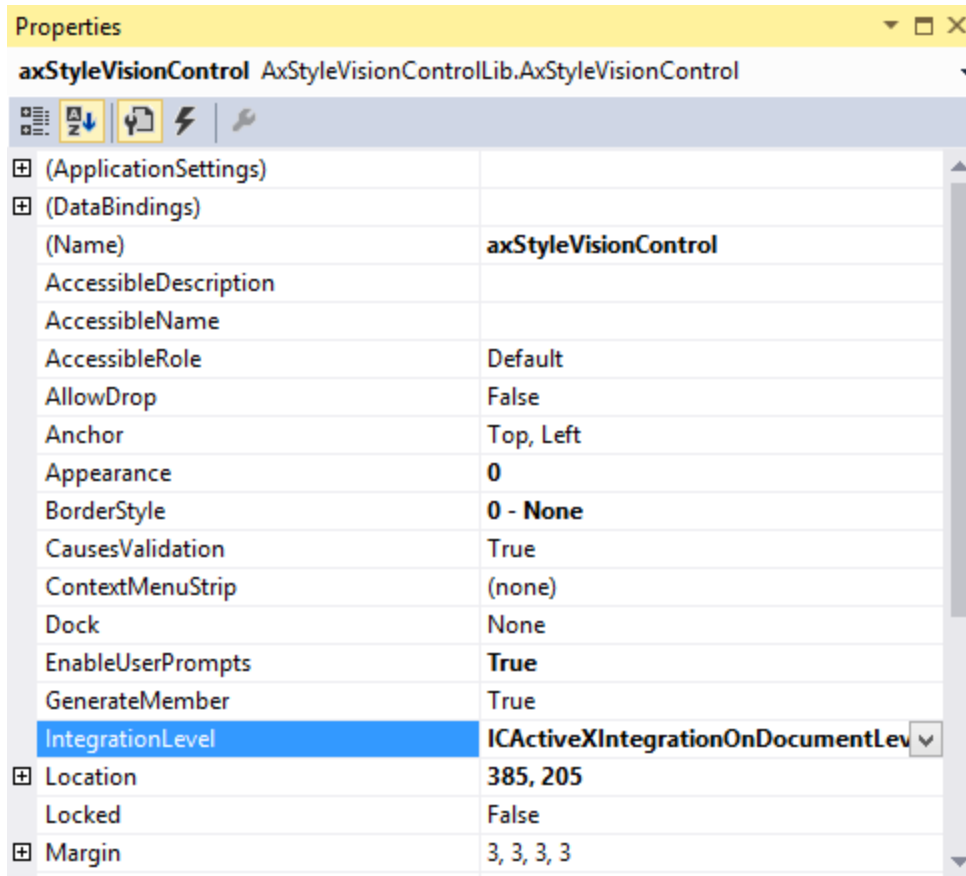 Properties
axStyleVisionControl AxStyleVisionControlLib.AxStyleVisionControl
(ApplicationSettings)
(DataBindings)
(Name) axStyleVisionControl
AccessibleDescription
AccessibleName
AccessibleRole Default
AllowDrop False
Anchor Top, Left
Appearance 0
BorderStyle 0 - None
CausesValidation True
ContextMenuStrip (none)
Dock None
EnableUserPrompts True
GenerateMember True
IntegrationLevel ICActiveXIntegrationOnDocumentLev
Location 385, 205
Locked False
Margin 3, 3, 3, 3